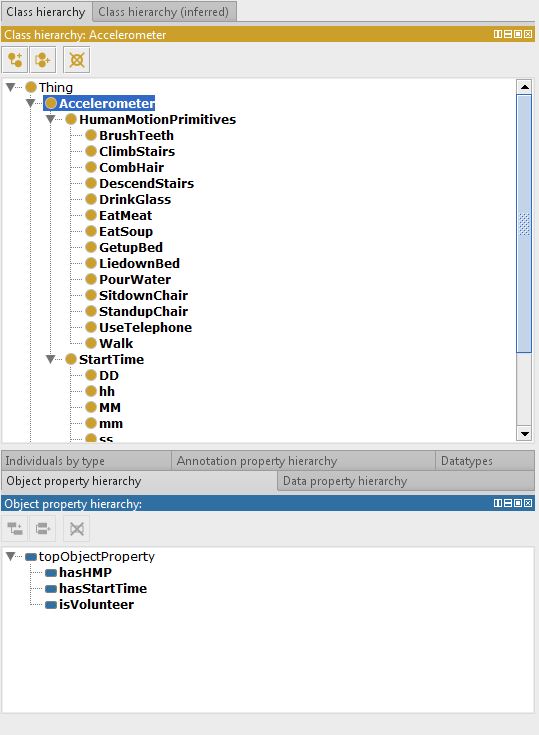 Class hierarchy Class hierarchy (inferred)
Class hierarchy: Accelerometer
Thing
Accelerometer
HumanMotionPrimitives
BrushTeeth
ClimbStairs
CombHair
DescendStairs
DrinkGlass
EatMeat
EatSoup
GetupBed
LiedownBed
PourWater
SitdownChair
StandupChair
UseTelephone
Walk
StartTime
DD
hh
MM
mm
ss
Individuals by type Annotation property hierarchy Datatypes
Object property hierarchy Data property hierarchy
Object property hierarchy:
topObjectProperty
hasHMP
hasStartTime
isVolunteer